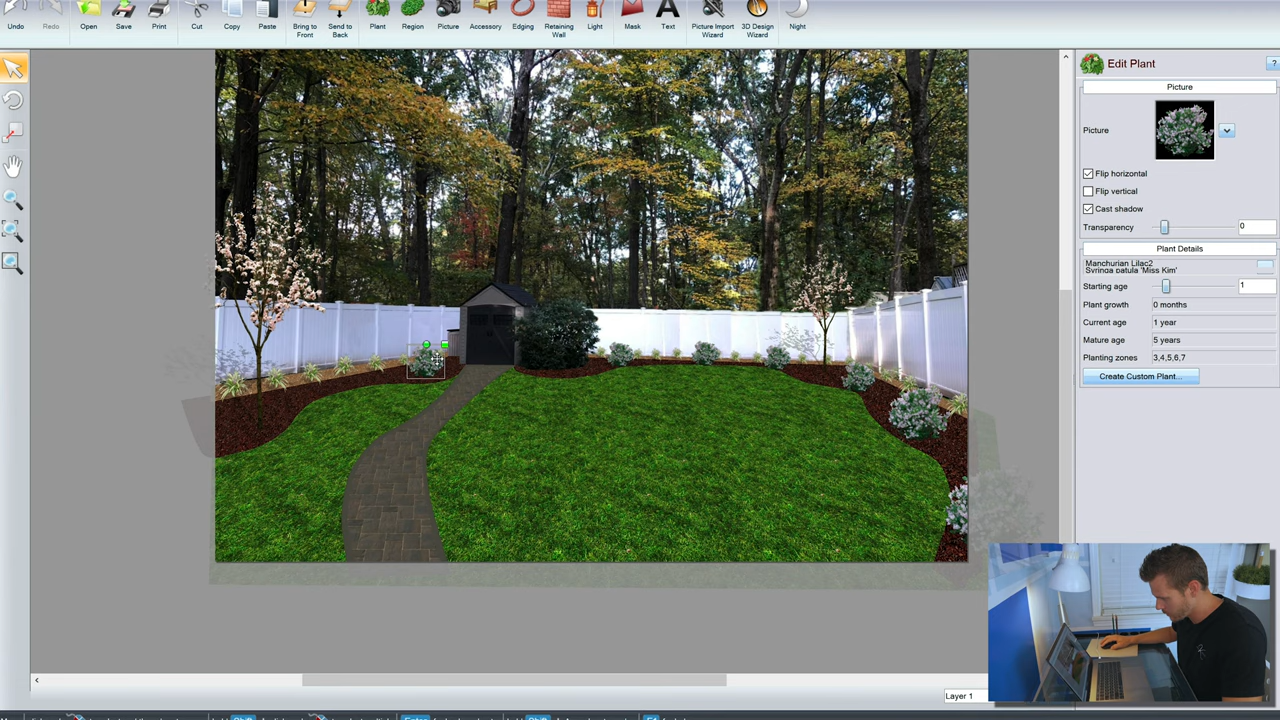 Undo
Redo
Open
Save
Print
Cut
Copy
Paste
Bring to
Front
Send to
Back
Plant
Region
Picture
Accessory
Edging
Retaining
Wall
Light
Mask
Text
Picture Import
Wizard
3D Design
Wizard
Night
Edit Plant
?
Picture
Picture
Flip horizontal
Flip vertical
Cast shadow
Transparency 0
Plant Details
Manchurian Lilac2
Syringa patula 'Miss Kim'
Starting age 1
Plant growth 0 months
Current age 1 year
Mature age 5 years
Planting zones 3,4,5,6,7
Create Custom Plant...
Layer 1